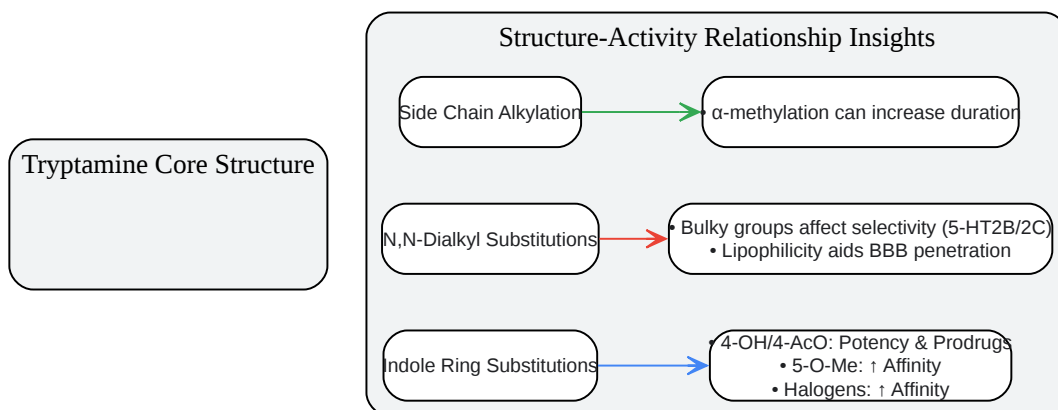 Structure-Activity Relationship Insights
Side Chain Alkylation
• α-methylation can increase duration
Tryptamine Core Structure
N,N-Dialkyl Substitutions
• Bulky groups affect selectivity (5-HT2B/2C)
• Lipophilicity aids BBB penetration
Indole Ring Substitutions
• 4-OH/4-AcO: Potency & Prodrugs
• 5-O-Me: ↑ Affinity
• Halogens: ↑ Affinity